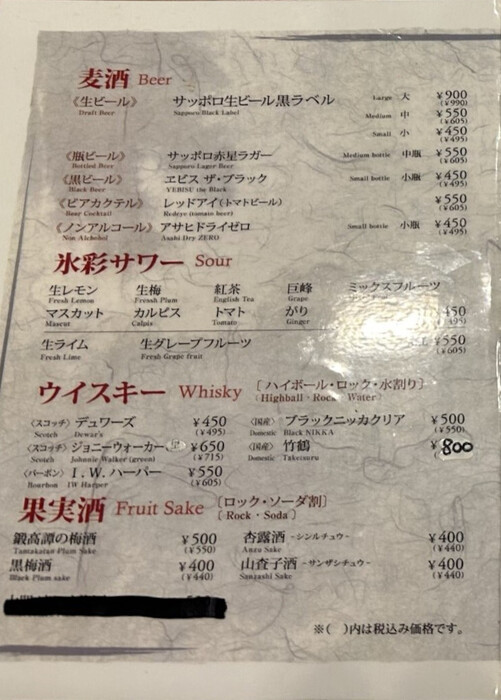 麦酒 Beer
《生ビール》 サッポロ生ビール黒ラベル Large 大 ¥900
Draft Beer Sapporo Black Label (¥990)
Medium 中 ¥550
(¥605)
Small 小 ¥450
(¥495)
《瓶ビール》 サッポロ赤星ラガー Medium bottle 中瓶 ¥550
Bottled Beer Sapporo Lager Beer (¥605)
《黒ビール》 ヱビス ザ・ブラック Small bottle 小瓶 ¥450
Black Beer YEBISU the Black (¥495)
《ビアカクテル》 レッドアイ(トマトビール) ¥550
Bear Cocktail Redeye (tomato beer) (¥605)
《ノンアルコール》 アサヒドライゼロ Small bottle 小瓶 ¥450
Non Alchohol Asahi Dry ZERO (¥495)
氷彩サワー Sour
生レモン 生梅 紅茶 巨峰 ミックスフルーツ
Fresh Lemon Fressh Plum English Tea Grape
マスカット カルピス トマト がり 450
Mascut Calpis Tomato Ginger 495)
生ライム 生グレープフルーツ ¥550
Fresh Lime Fresh Grape fruit (¥605)
ウイスキー Whisky 〔ハイボール・ロック・水割り〕
(Highball・Rock Water)
〈スコッチ〉デュワーズ ¥450 〈国産〉ブラックニッカクリア ¥500
Scotch Dewar's (¥495) Domestic Black NIKKA (¥550)
〈スコッチ〉ジョニーウォーカー ¥650 〈国産〉竹鶴 ¥800
Scotch Johnnie Walker (green) (¥715) Domestic Taketsuru
〈バーボン〉I.W.ハーパー ¥550
Bourbon IW Harper (¥605)
果実酒 Fruit Sake 〔ロック・ソーダ割〕
〔Rock・Soda〕
鍛高譚の梅酒 ¥500 杏露酒 -シンルチュウ- ¥400
Tantakatan Plum Sake (¥550) Anzu Sake (¥440)
黒梅酒 ¥400 山査子酒 -サンザシチュウ- ¥400
Black Plum sake (¥440) Sanzashi Sake (¥440)
※( )内は税込み価格です。